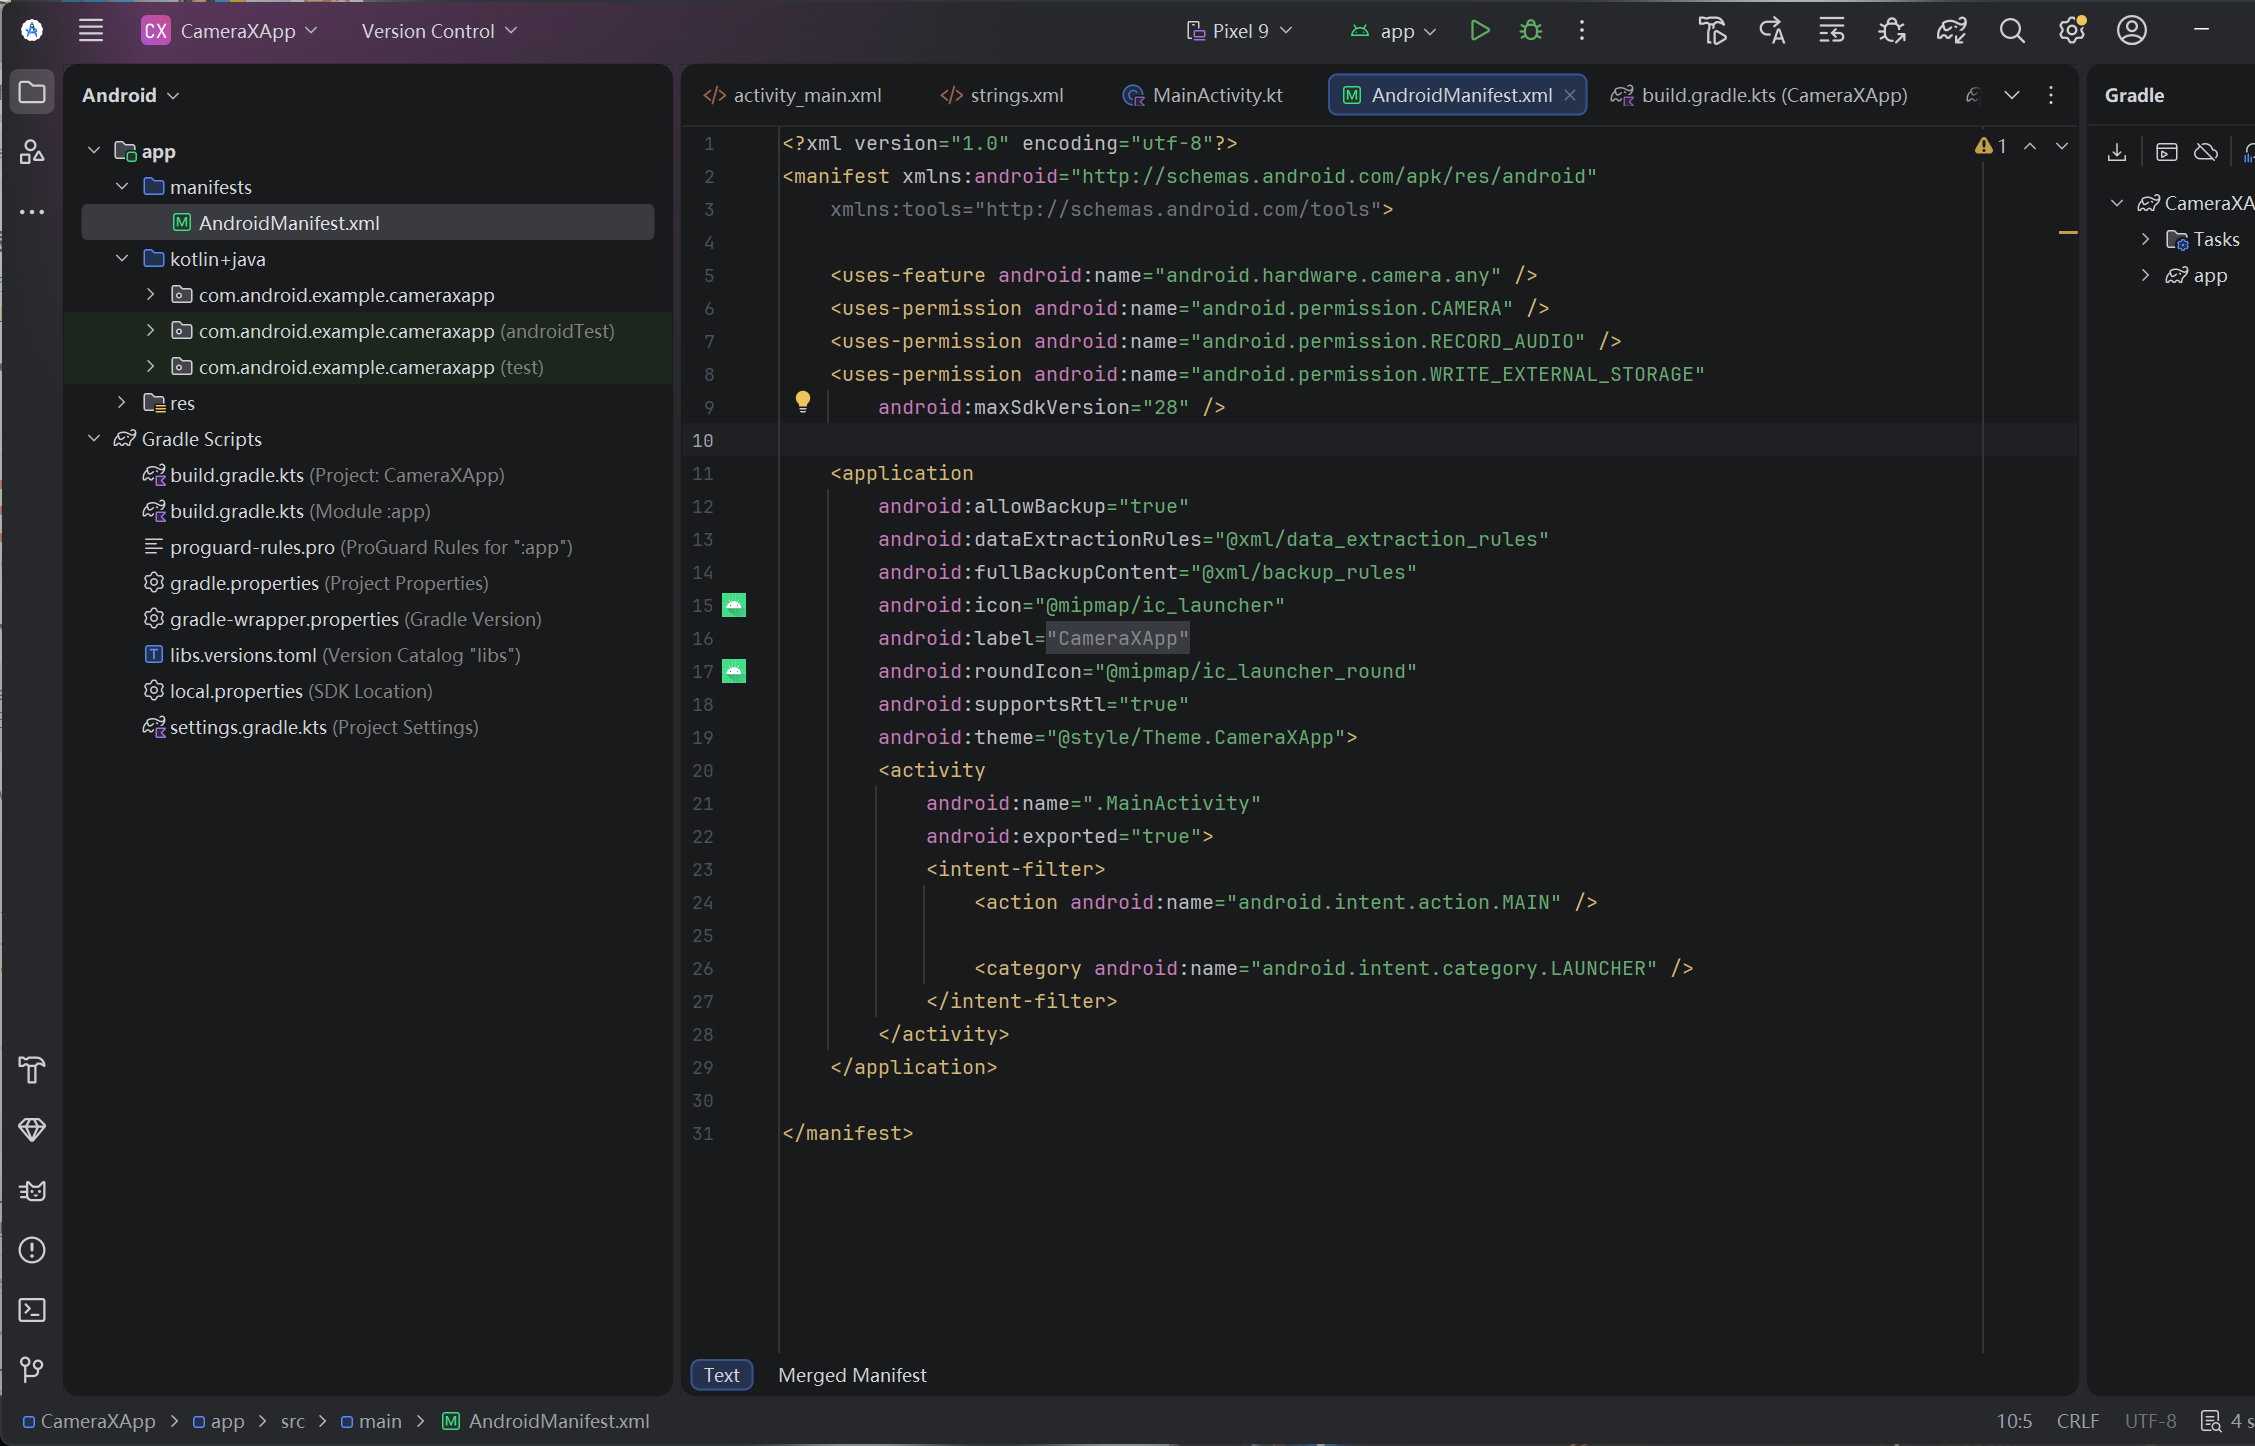 CX CameraXApp Version Control Pixel 9 app
Android
app
manifests
AndroidManifest.xml
kotlin+java
com.android.example.cameraxapp
com.android.example.cameraxapp (androidTest)
com.android.example.cameraxapp (test)
res
Gradle Scripts
build.gradle.kts (Project: CameraXApp)
build.gradle.kts (Module :app)
proguard-rules.pro (ProGuard Rules for ":app")
gradle.properties (Project Properties)
gradle-wrapper.properties (Gradle Version)
libs.versions.toml (Version Catalog "libs")
local.properties (SDK Location)
settings.gradle.kts (Project Settings)
activity_main.xml strings.xml MainActivity.kt AndroidManifest.xml build.gradle.kts (CameraXApp)
1 <?xml version="1.0" encoding="utf-8"?>
2 <manifest xmlns:android="http://schemas.android.com/apk/res/android"
3 xmlns:tools="http://schemas.android.com/tools">
4
5 <uses-feature android:name="android.hardware.camera.any" />
6 <uses-permission android:name="android.permission.CAMERA" />
7 <uses-permission android:name="android.permission.RECORD_AUDIO" />
8 <uses-permission android:name="android.permission.WRITE_EXTERNAL_STORAGE"
9 android:maxSdkVersion="28" />
10
11 <application
12 android:allowBackup="true"
13 android:dataExtractionRules="@xml/data_extraction_rules"
14 android:fullBackupContent="@xml/backup_rules"
15 android:icon="@mipmap/ic_launcher"
16 android:label="CameraXApp"
17 android:roundIcon="@mipmap/ic_launcher_round"
18 android:supportsRtl="true"
19 android:theme="@style/Theme.CameraXApp">
20 <activity
21 android:name=".MainActivity"
22 android:exported="true">
23 <intent-filter>
24 <action android:name="android.intent.action.MAIN" />
25
26 <category android:name="android.intent.category.LAUNCHER" />
27 </intent-filter>
28 </activity>
29 </application>
30
31 </manifest>
1
Text Merged Manifest
Gradle
CameraXA
Tasks
app
CameraXApp > app > src > main > AndroidManifest.xml 10:5 CRLF UTF-8 4 s